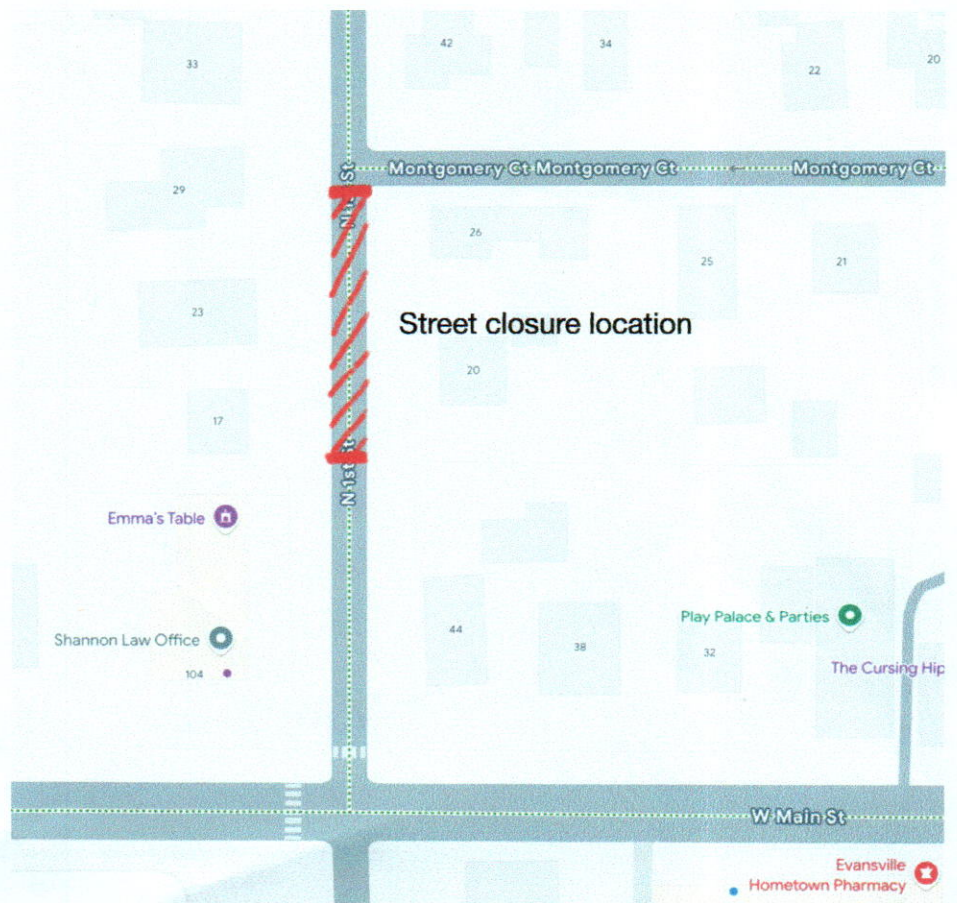 42
34
33
22
20
Montgomery Ct Montgomery Ct
Montgomery Ct
29
26
25
21
23
Street closure location
20
17
N 1st St
Emma's Table
Play Palace & Parties
44
38
32
Shannon Law Office
104
The Cursing Hip
W Main St
Evansville
Hometown Pharmacy